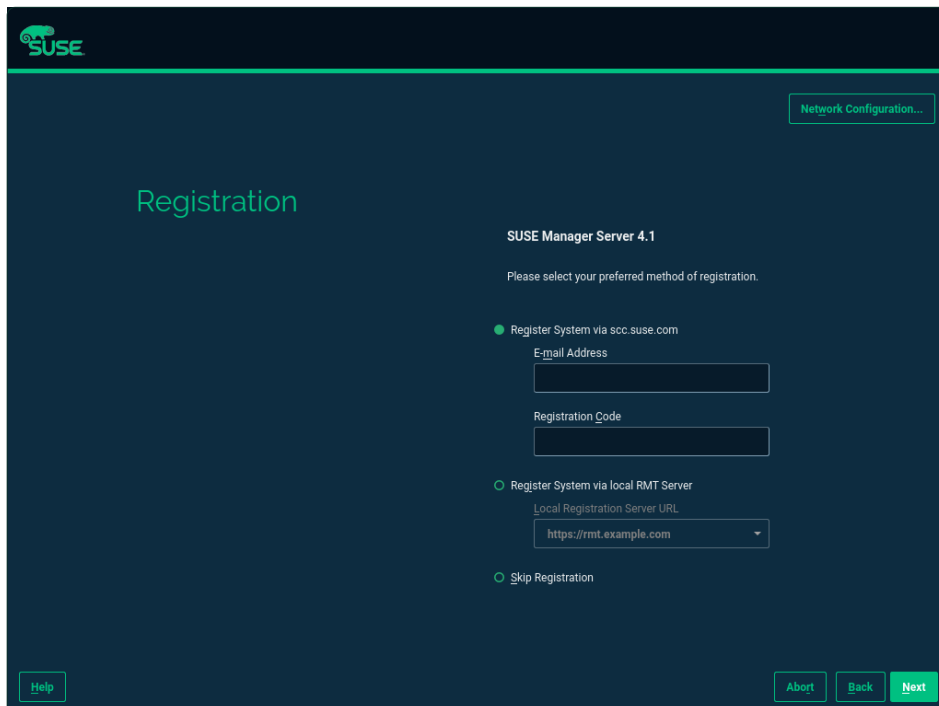 SUSE
Network Configuration...
Registration
SUSE Manager Server 4.1
Please select your preferred method of registration.
Register System via scc.suse.com
E-mail Address
Registration Code
Register System via local RMT Server
Local Registration Server URL
https://rmt.example.com
Skip Registration
Help
Abort
Back
Next